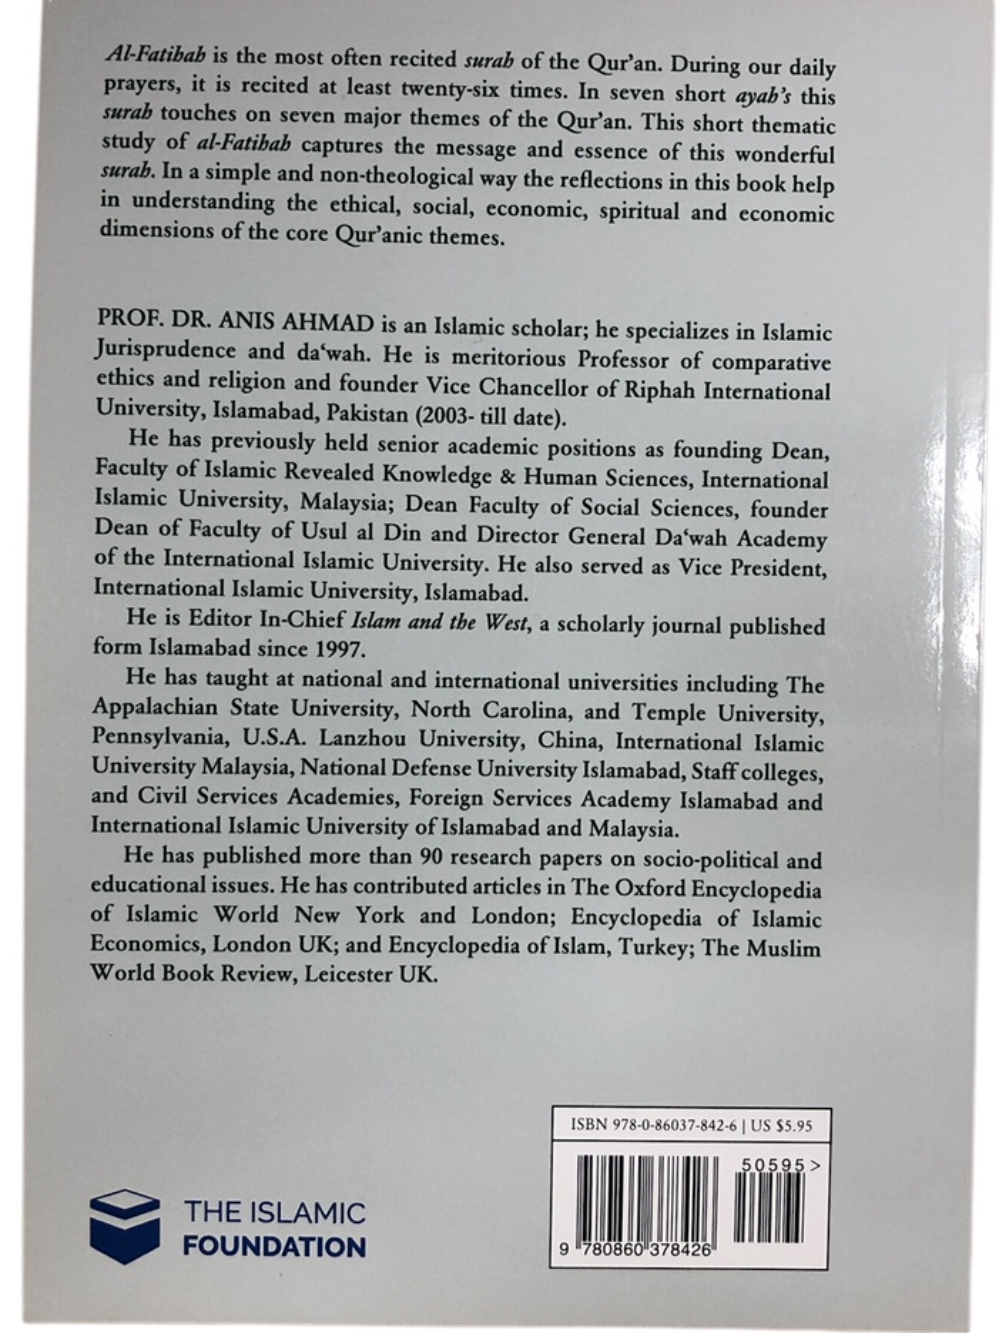 Al-Fatihah is the most often recited surah of the Qur'an. During our daily
prayers, it is recited at least twenty-six times. In seven short ayah's this
surah touches on seven major themes of the Qur'an. This short thematic
study of al-Fatihah captures the message and essence of this wonderful
surah. In a simple and non-theological way the reflections in this book help
in understanding the ethical, social, economic, spiritual and economic
dimensions of the core Qur'anic themes.
PROF. DR. ANIS AHMAD is an Islamic scholar; he specializes in Islamic
Jurisprudence and da‘wah. He is meritorious Professor of comparative
ethics and religion and founder Vice Chancellor of Riphah International
University, Islamabad, Pakistan (2003- till date).
He has previously held senior academic positions as founding Dean,
Faculty of Islamic Revealed Knowledge & Human Sciences, International
Islamic University, Malaysia; Dean Faculty of Social Sciences, founder
Dean of Faculty of Usul al Din and Director General Da‘wah Academy
of the International Islamic University. He also served as Vice President,
International Islamic University, Islamabad.
He is Editor In-Chief Islam and the West, a scholarly journal published
form Islamabad since 1997.
He has taught at national and international universities including The
Appalachian State University, North Carolina, and Temple University,
Pennsylvania, U.S.A. Lanzhou University, China, International Islamic
University Malaysia, National Defense University Islamabad, Staff colleges,
and Civil Services Academies, Foreign Services Academy Islamabad and
International Islamic University of Islamabad and Malaysia.
He has published more than 90 research papers on socio-political and
educational issues. He has contributed articles in The Oxford Encyclopedia
of Islamic World New York and London; Encyclopedia of Islamic
Economics, London UK; and Encyclopedia of Islam, Turkey; The Muslim
World Book Review, Leicester UK.
ISBN 978-0-86037-842-6 | US $5.95
50595>
9 780860 378426
THE ISLAMIC
FOUNDATION